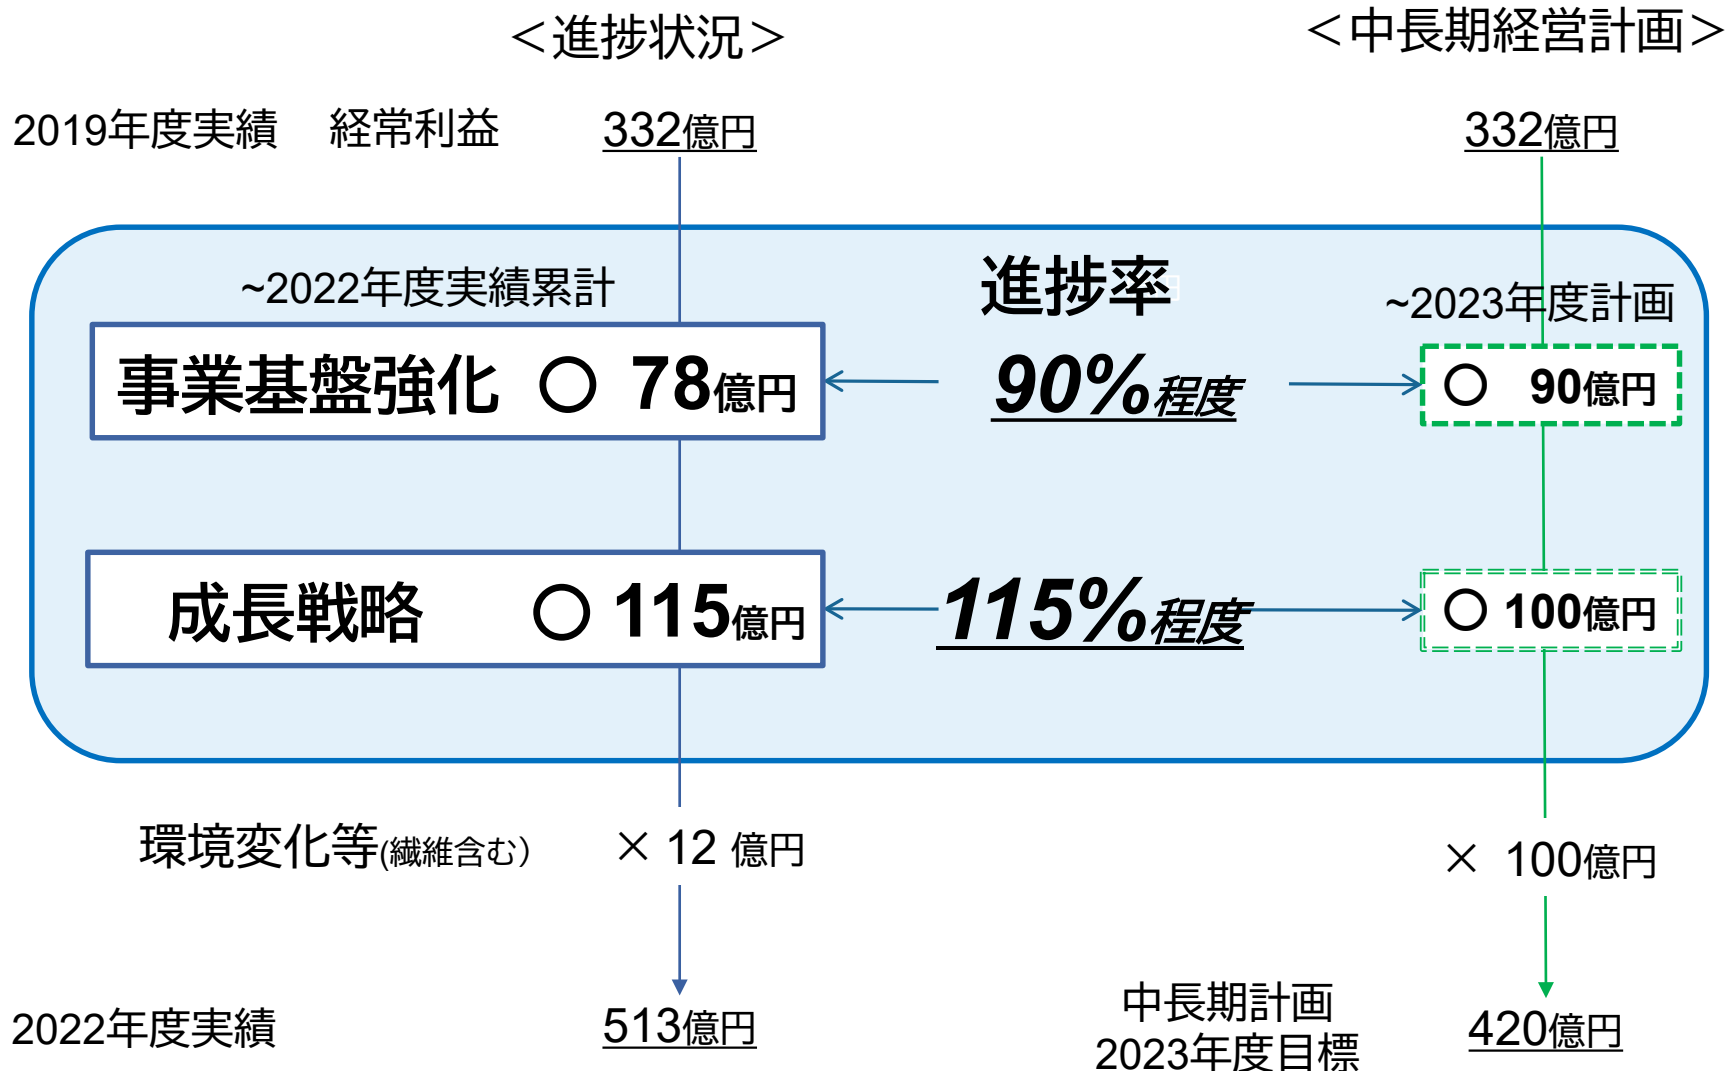 ＜進捗状況＞
＜中長期経営計画＞
2019年度実績 経常利益 332億円 332億円
~2022年度実績累計
進捗率
~2023年度計画
事業基盤強化 〇 78億円 90%程度 〇 90億円
成長戦略 〇 115億円 115%程度 〇 100億円
環境変化等(繊維含む） × 12 億円 × 100億円
2022年度実績 513億円
中長期計画
2023年度目標
420億円